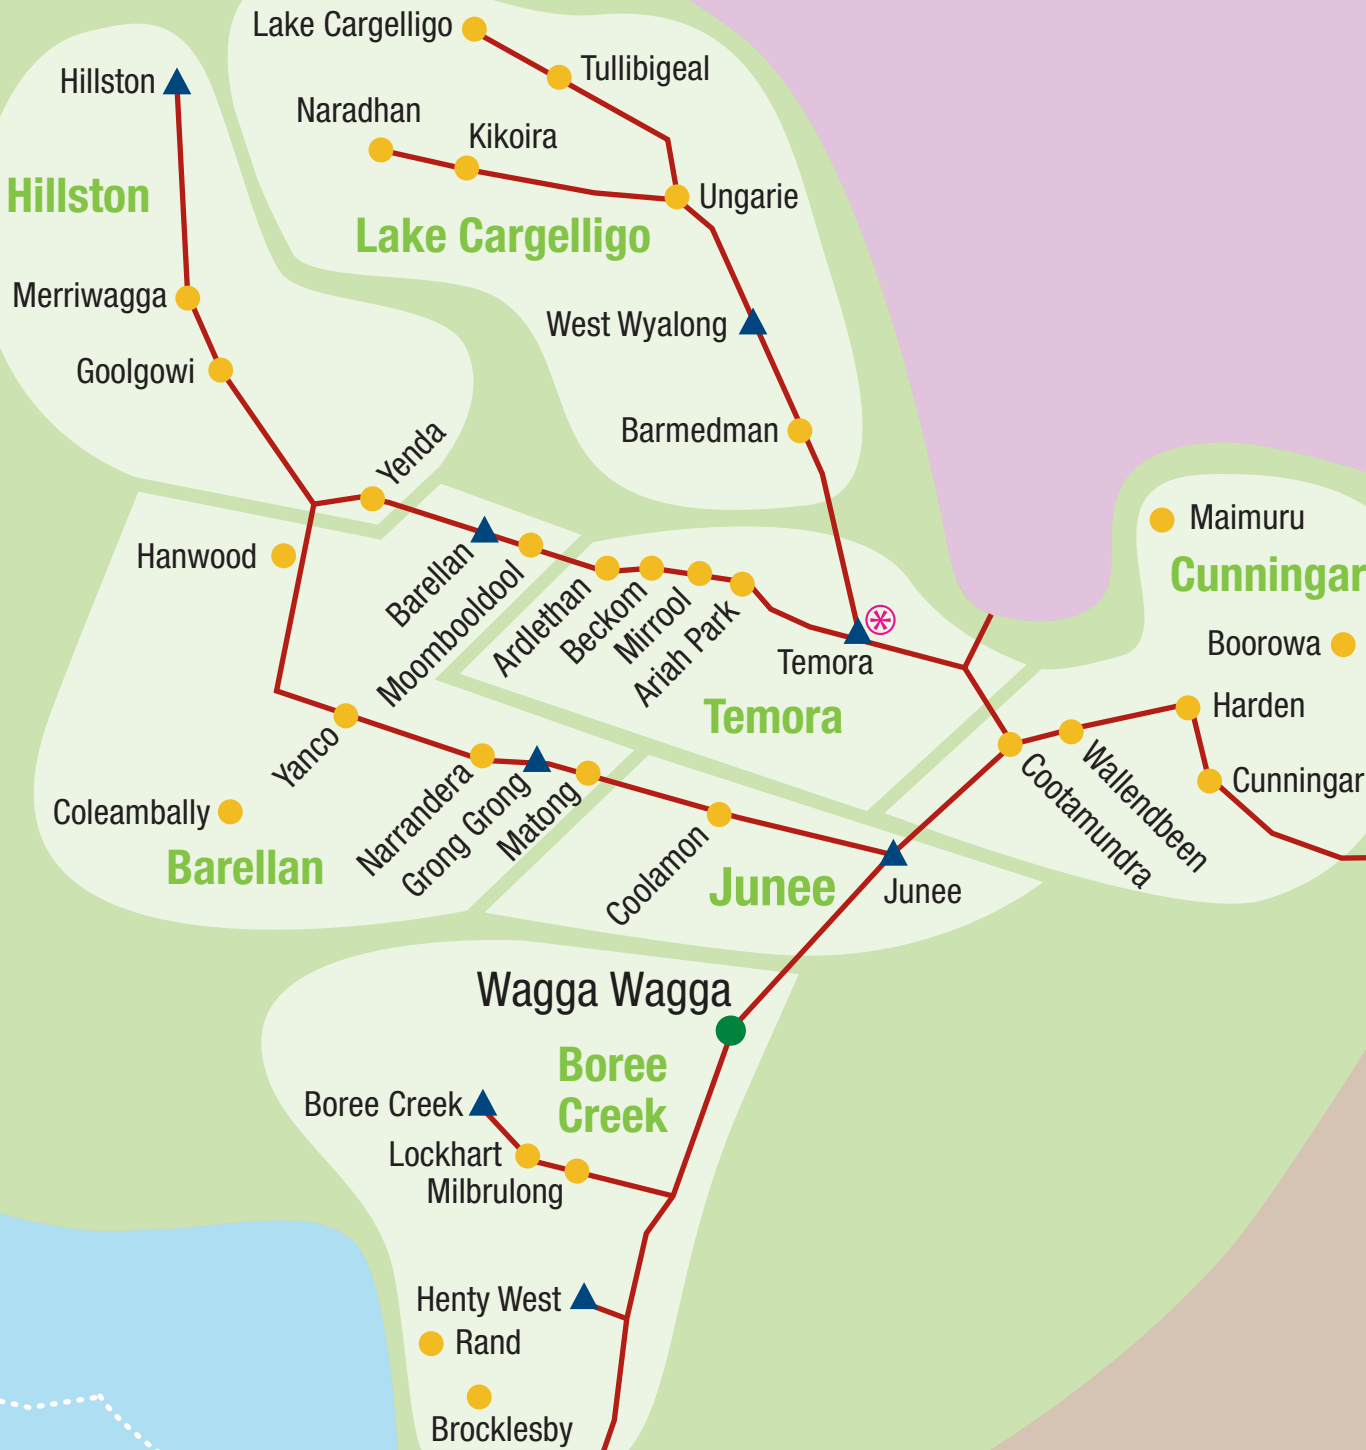 Lake Cargelligo
Tullibigeal
Hillston
Naradhan
Kikoira
Hillston
Ungarie
Lake Cargelligo
Merriwagga
West Wyalong
Goolgowi
Barmedman
Yenda
Maimuru
Hanwood
Cunningar
Barellan
Moombooldool
Ardlethan
Beckom
Mirrool
Ariah Park
Temora
Boorowa
Temora
Harden
Yanco
Narrandera
Grong Grong
Matong
Cootamundra
Wallendbeen
Cunningar
Coleambally
Barellan
Coolamon
Junee
Junee
Wagga Wagga
Boree
Creek
Boree Creek
Lockhart
Milbrulong
Henty West
Rand
Brocklesby